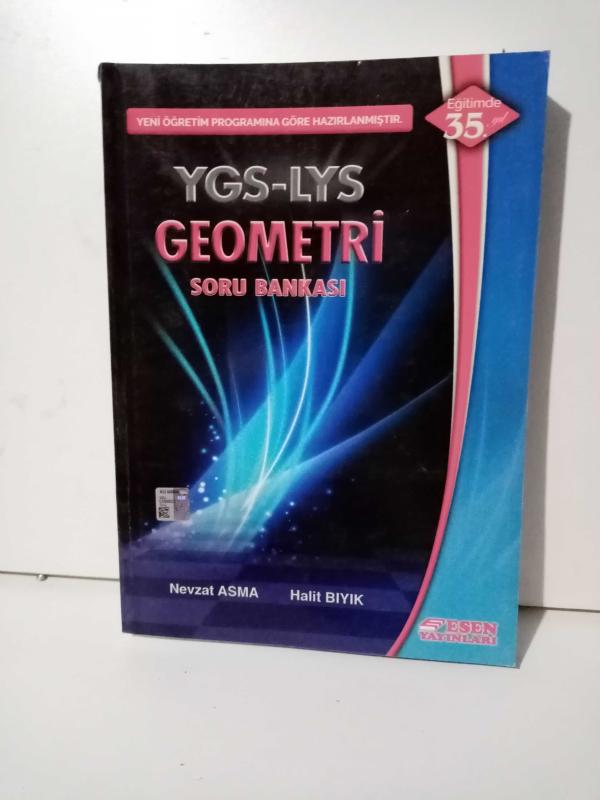 YENİ ÖĞRETİM PROGRAMINA GÖRE HAZIRLANMIŞTIR.
Eğitimde
35. yıl
YGS-LYS
GEOMETRİ
SORU BANKASI
Nevzat ASMA Halit BIYIK
ESEN
YAYINLARI